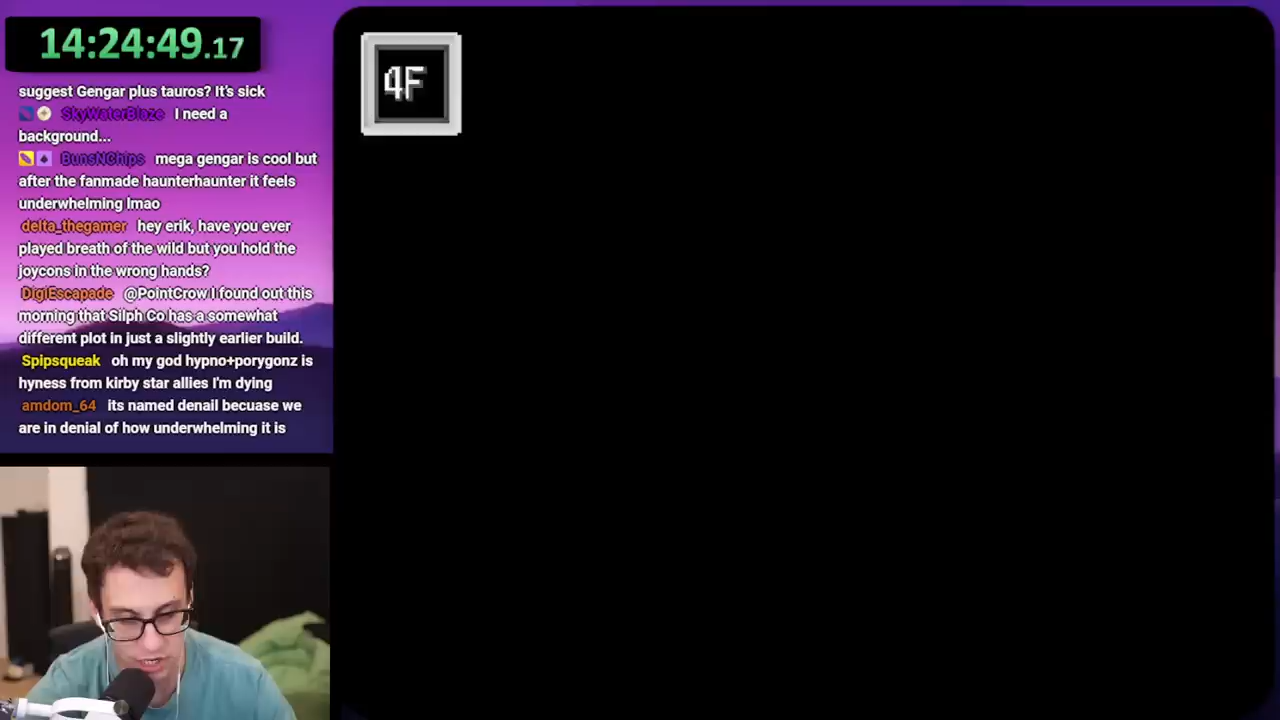 14:24:49.17
4F
suggest Gengar plus tauros? It's sick
SkyWaterBlaze I need a
background...
BunsNChips mega gengar is cool but
after the fanmade haunterhaunter it feels
underwhelming lmao
delta_thegamer hey erik, have you ever
played breath of the wild but you hold the
joycons in the wrong hands?
DigiEscapade @PointCrow I found out this
morning that Silph Co has a somewhat
different plot in just a slightly earlier build.
Spipsqueak oh my god hypno+porygonz is
hyness from kirby star allies I'm dying
amdom_64 its named denail becuase we
are in denial of how underwhelming it is